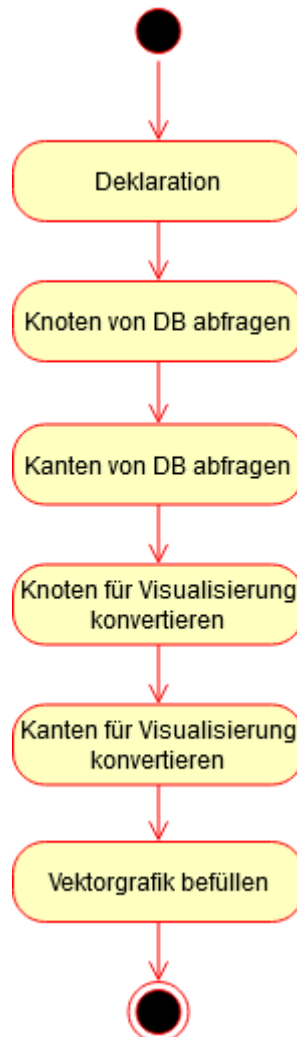 Deklaration
Knoten von DB abfragen
Kanten von DB abfragen
Knoten für Visualisierung
konvertieren
Kanten für Visualisierung
konvertieren
Vektorgrafik befüllen